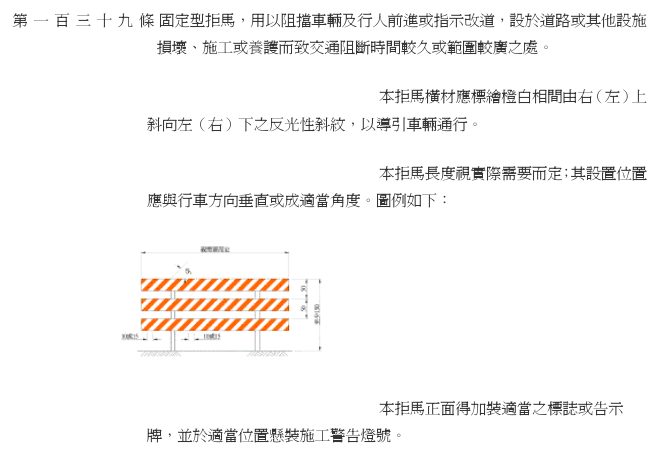 第一百三十九條 固定型拒馬，用以阻擋車輛及行人前進或指示改道，設於道路或其他設施
損壞、施工或養護而致交通阻斷時間較久或範圍較廣之處。
本拒馬橫材應標繪橙白相間由右（左）上
斜向左（右）下之反光性斜紋，以導引車輛通行。
本拒馬長度視實際需要而定；其設置位置
應與行車方向垂直或成適當角度。圖例如下：
50
50
本拒馬正面得加裝適當之標誌或告示
牌，並於適當位置懸裝施工警告燈號。